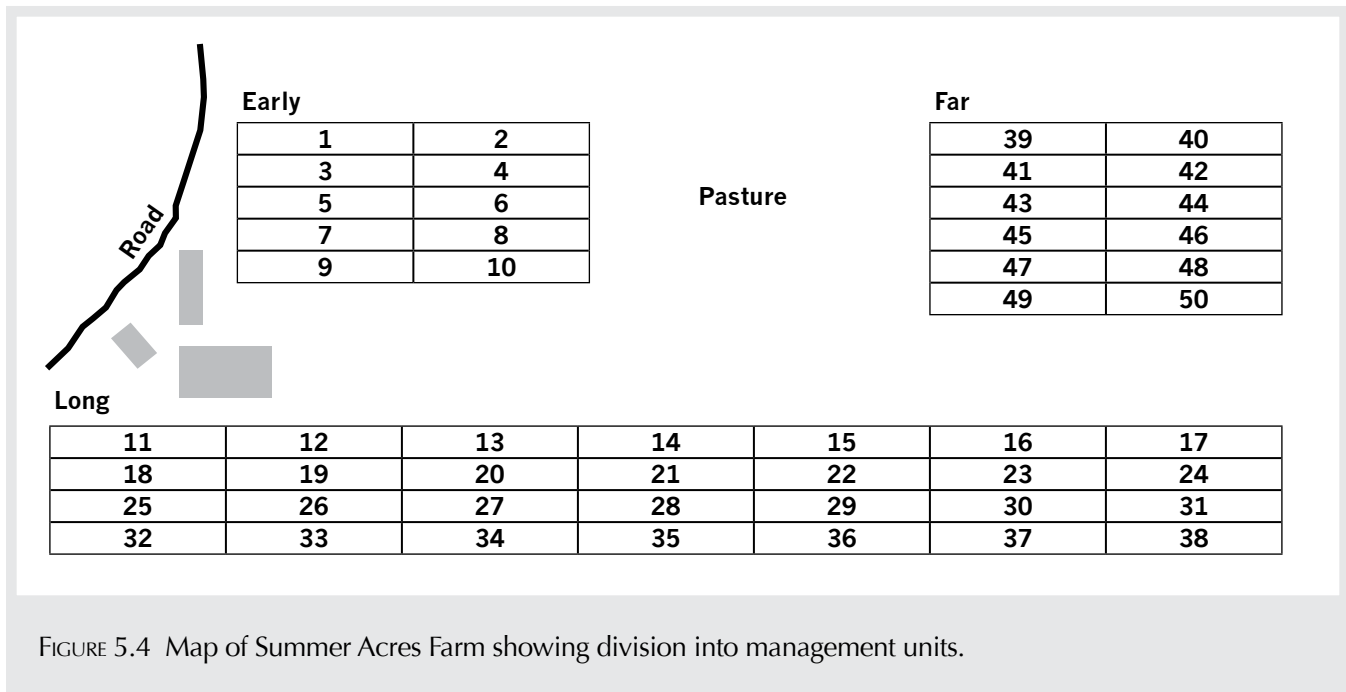 Early
1 2
3 4
5 6
7 8
9 10
Pasture
Far
39 40
41 42
43 44
45 46
47 48
49 50
Road
Long
11 12 13 14 15 16 17
18 19 20 21 22 23 24
25 26 27 28 29 30 31
32 33 34 35 36 37 38
FIGURE 5.4 Map of Summer Acres Farm showing division into management units.